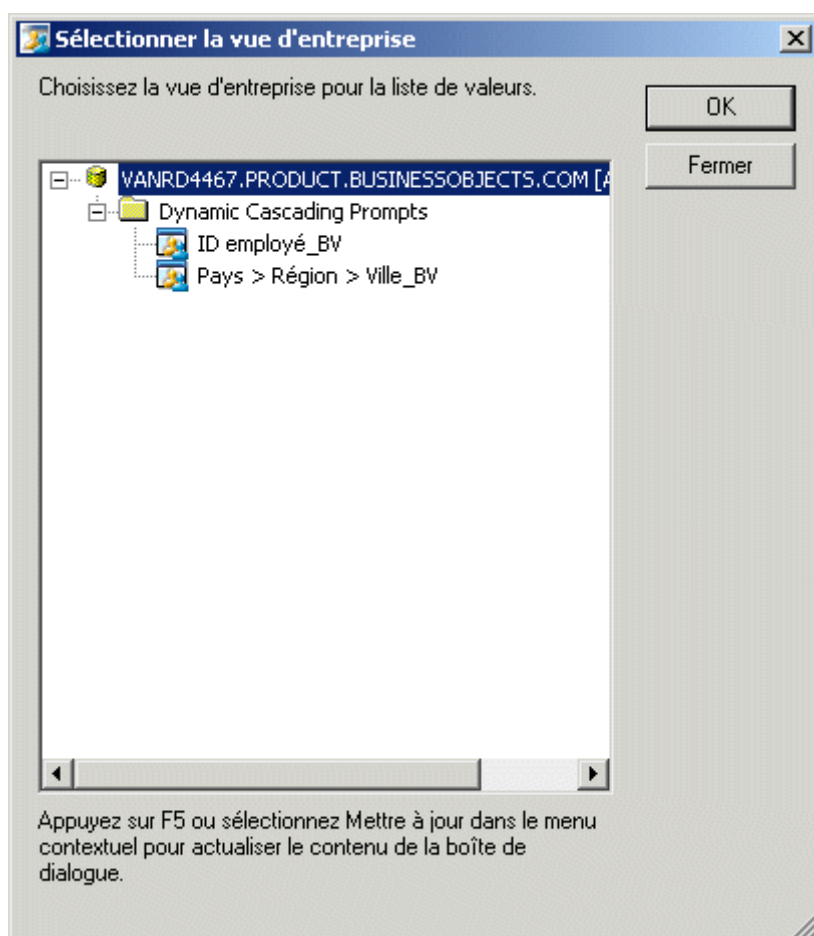 Sélectionner la vue d'entreprise
Choisissez la vue d'entreprise pour la liste de valeurs.
OK
Fermer
VANRD4467.PRODUCT.BUSINESSOBJECTS.COM [A
Dynamic Cascading Prompts
ID employé_BV
Pays > Région > Ville_BV
Appuyez sur F5 ou sélectionnez Mettre à jour dans le menu
contextuel pour actualiser le contenu de la boîte de
dialogue.